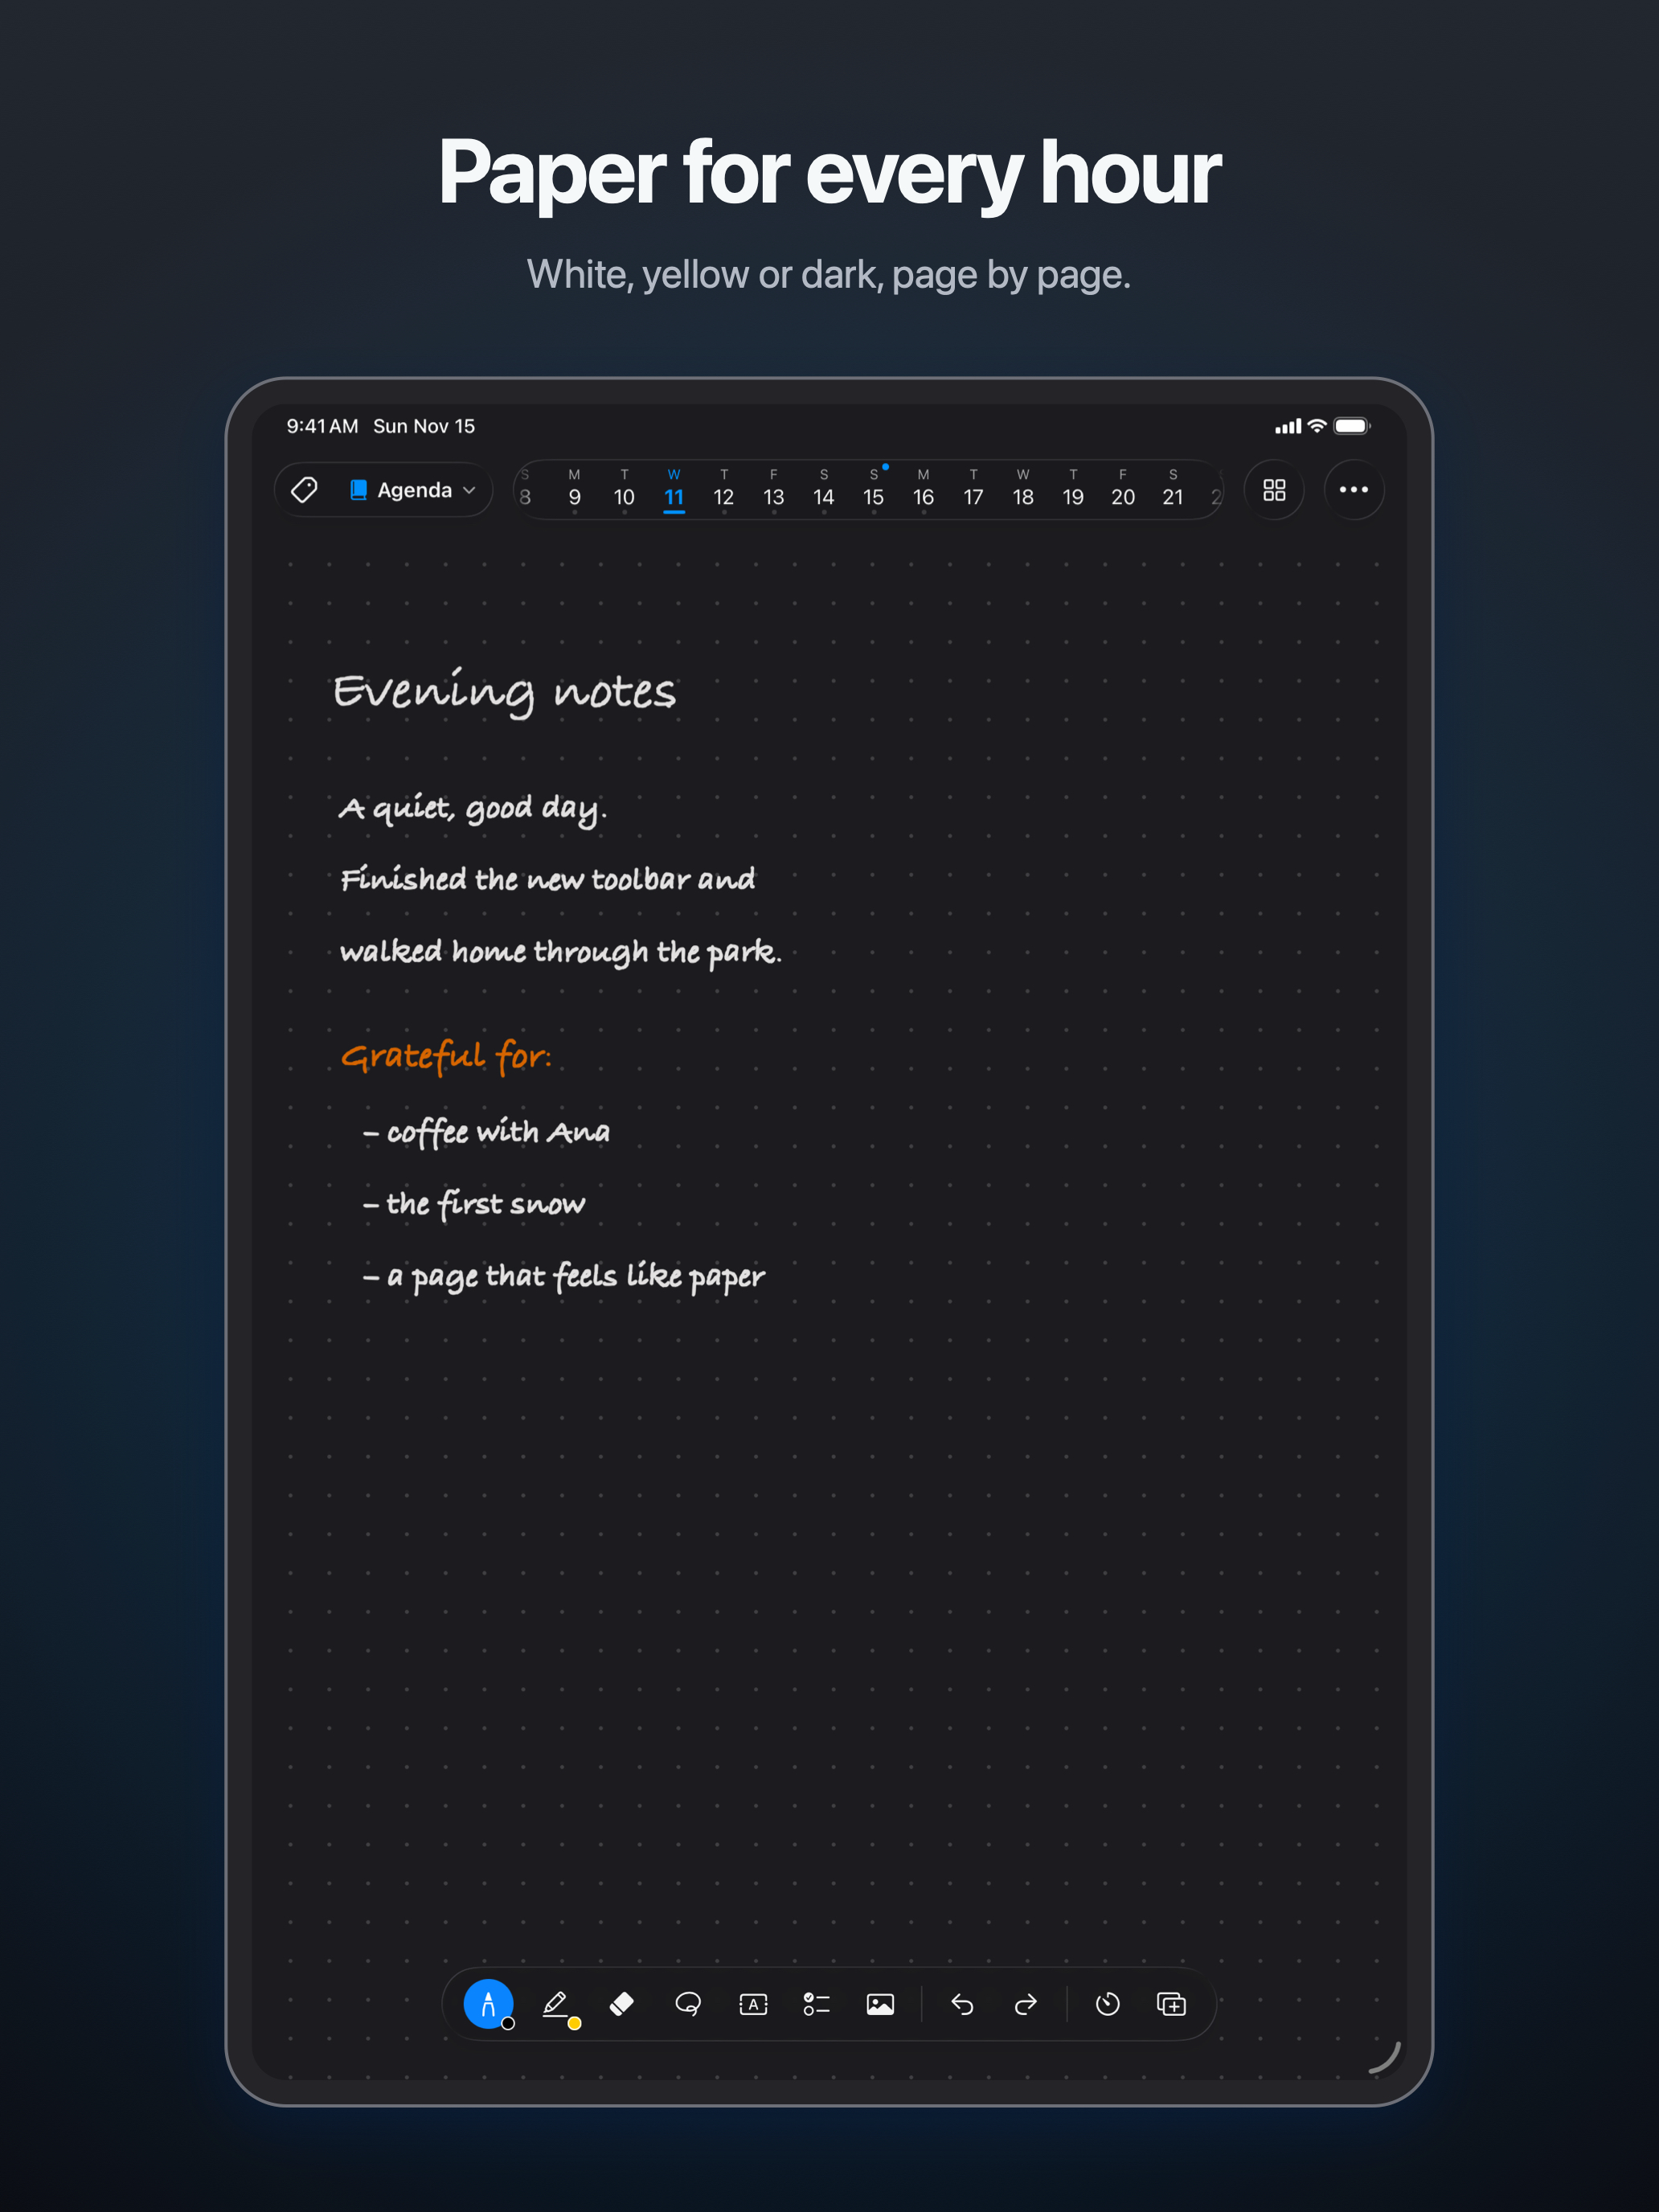 Paper for every hour
White, yellow or dark, page by page.
9:41 AM Sun Nov 15
Agenda
S M T W T F S S M T W T F S
8 9 10 11 12 13 14 15 16 17 18 19 20 21 2
Evening notes
A quiet, good day.
Finished the new toolbar and
walked home through the park.
Grateful for:
– coffee with Ana
– the first snow
– a page that feels like paper
A